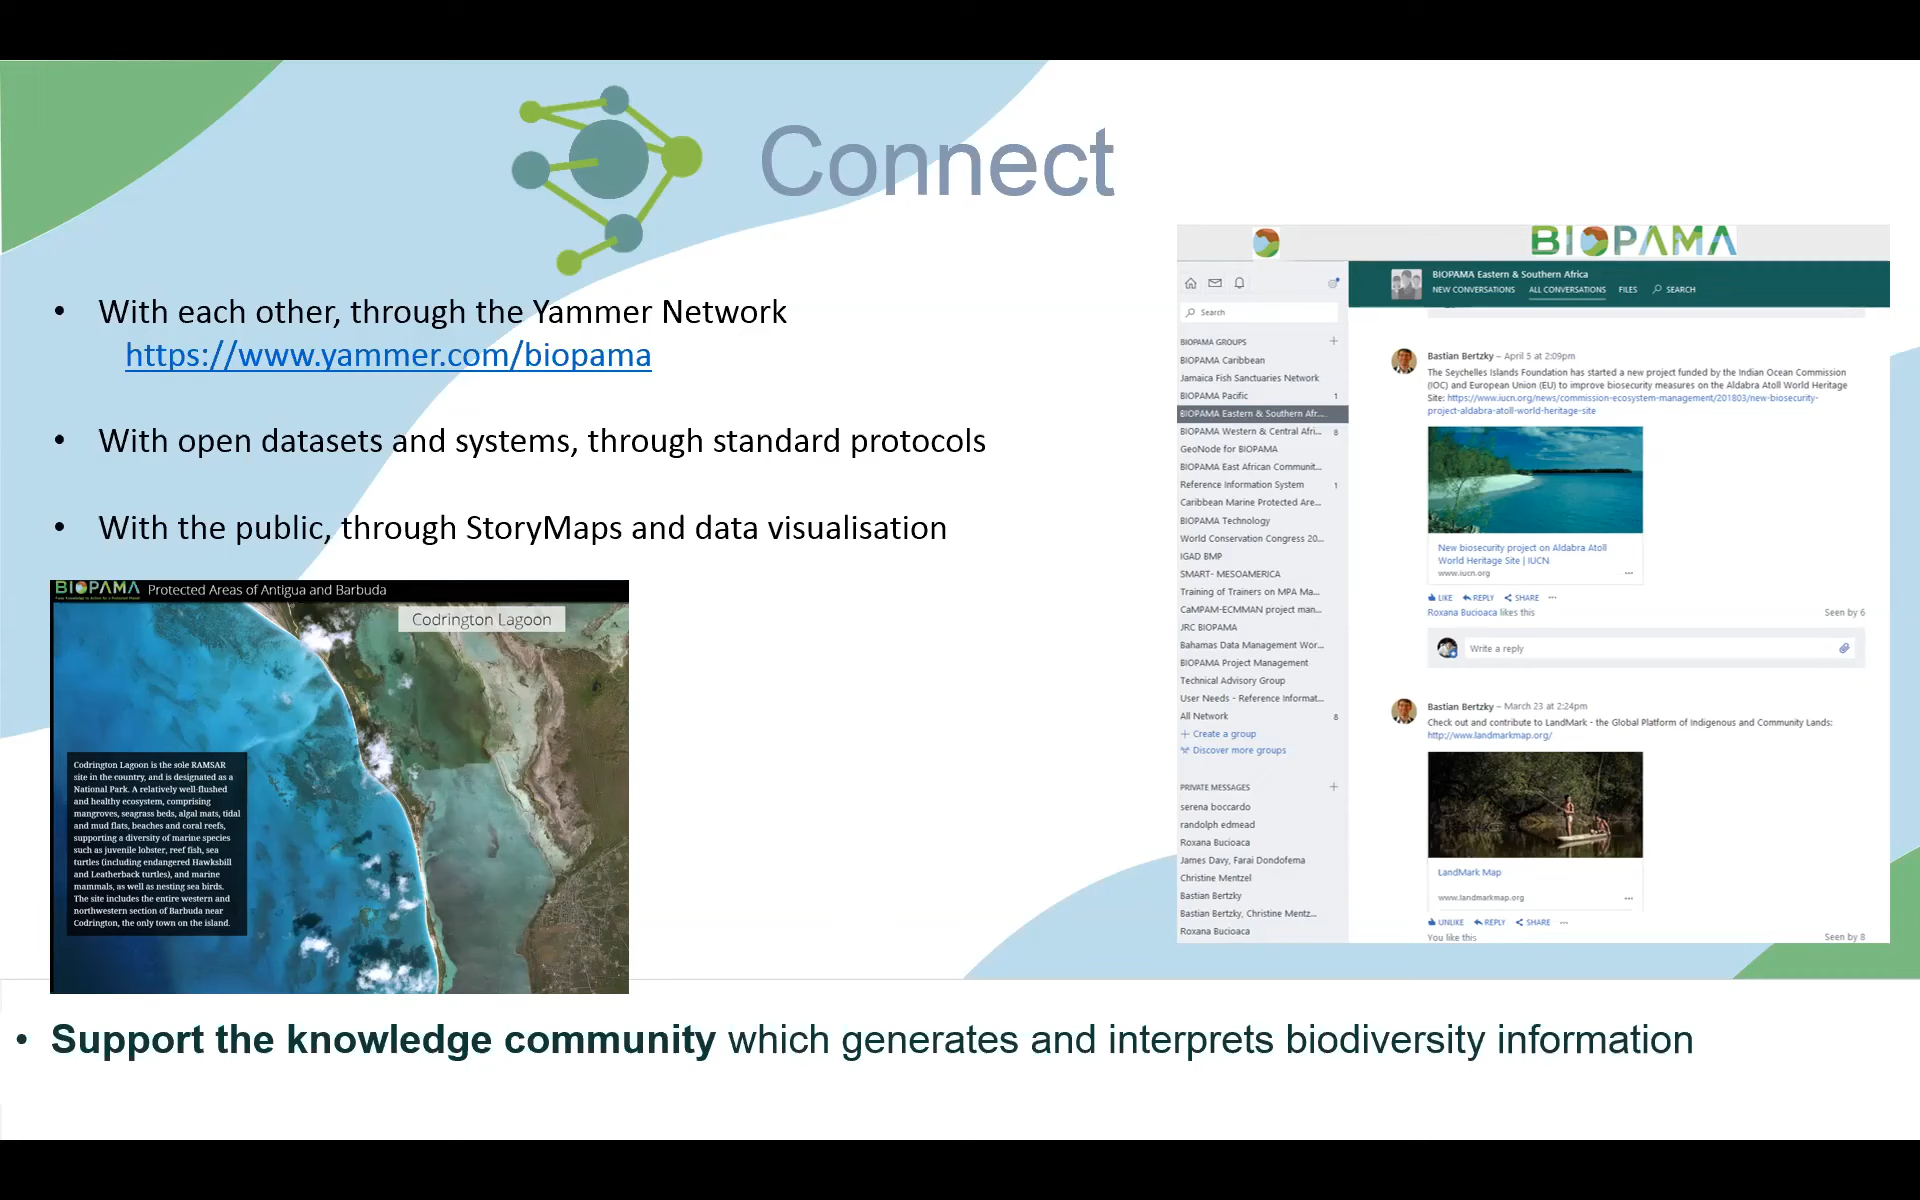 Connect
• With each other, through the Yammer Network
https://www.yammer.com/biopama
• With open datasets and systems, through standard protocols
• With the public, through StoryMaps and data visualisation
BIOPAMA Protected Areas of Antigua and Barbuda
Codrington Lagoon
Codrington Lagoon is the sole RAMSAR
site in the country, and is designated as a
National Park. A relatively well-flushed
and healthy ecosystem, comprising
mangroves, seagrass beds, algal mats, tidal
and mud flats, beaches and coral reefs,
supporting a diversity of marine species
such as juvenile lobster, reef fish, sea
turtles (including endangered Hawksbill
and Leatherback turtles), and marine
mammals, as well as nesting sea birds.
The site includes the entire western and
northwestern section of Barbuda near
Codrington, the only town on the island.
BIOPAMA
Search
BIOPAMA GROUPS
BIOPAMA Caribbean
Jamaica Fish Sanctuaries Network
BIOPAMA Pacific 1
BIOPAMA Eastern & Southern Afr...
BIOPAMA Western & Central Afri... 8
GeoNode for BIOPAMA
BIOPAMA East African Communit...
Reference Information System 1
Caribbean Marine Protected Are...
BIOPAMA Technology
World Conservation Congress 20...
IGAD BMP
SMART- MESOAMERICA
Training of Trainers on MPA Ma...
CaMPAM-ECMMAN project man...
JRC BIOPAMA
Bahamas Data Management Wor...
BIOPAMA Project Management
Technical Advisory Group
User Needs - Reference Informat...
All Network 8
+ Create a group
Discover more groups
PRIVATE MESSAGES
serena boccardo
randolph edmead
Roxana Bucioaca
James Davy, Farai Dondofema
Christine Mentzel
Bastian Bertzky
Bastian Bertzky, Christine Mentz...
Roxana Bucioaca
BIOPAMA Eastern & Southern Africa
NEW CONVERSATIONS ALL CONVERSATIONS FILES SEARCH
Bastian Bertzky – April 5 at 2:09pm
The Seychelles Islands Foundation has started a new project funded by the Indian Ocean Commission
(IOC) and European Union (EU) to improve biosecurity measures on the Aldabra Atoll World Heritage
Site: https://www.iucn.org/news/commission-ecosystem-management/201803/new-biosecurity-
project-aldabra-atoll-world-heritage-site
New biosecurity project on Aldabra Atoll
World Heritage Site | IUCN
www.iucn.org
LIKE REPLY SHARE ...
Roxana Bucioaca likes this Seen by 6
Write a reply
Bastian Bertzky – March 23 at 2:24pm
Check out and contribute to LandMark - the Global Platform of Indigenous and Community Lands:
http://www.landmarkmap.org/
LandMark Map
www.landmarkmap.org
UNLIKE REPLY SHARE ...
You like this Seen by 8
• Support the knowledge community which generates and interprets biodiversity information